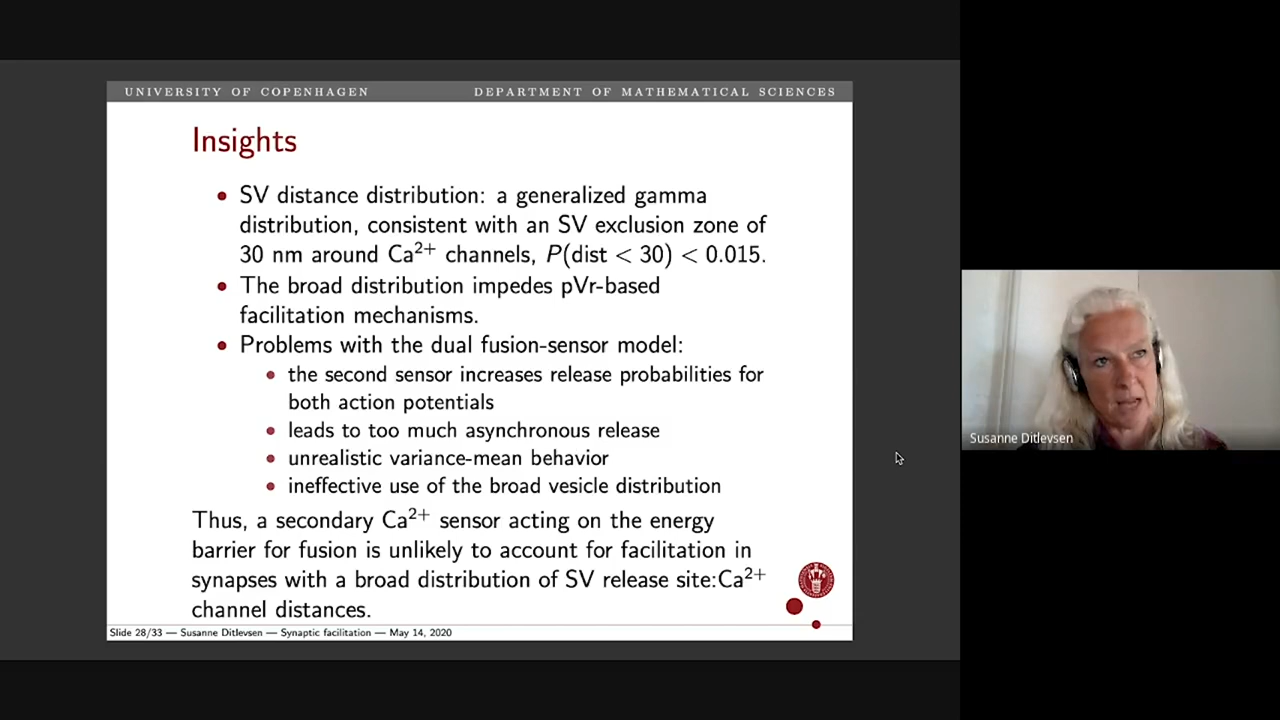 UNIVERSITY OF COPENHAGEN DEPARTMENT OF MATHEMATICAL SCIENCES
Insights
• SV distance distribution: a generalized gamma
distribution, consistent with an SV exclusion zone of
30 nm around Ca²⁺ channels, P(dist < 30) < 0.015.
• The broad distribution impedes pVr-based
facilitation mechanisms.
• Problems with the dual fusion-sensor model:
• the second sensor increases release probabilities for
both action potentials
• leads to too much asynchronous release
• unrealistic variance-mean behavior
• ineffective use of the broad vesicle distribution
Thus, a secondary Ca²⁺ sensor acting on the energy
barrier for fusion is unlikely to account for facilitation in
synapses with a broad distribution of SV release site:Ca²⁺
channel distances.
Slide 28/33 — Susanne Ditlevsen — Synaptic facilitation — May 14, 2020
Susanne Ditlevsen